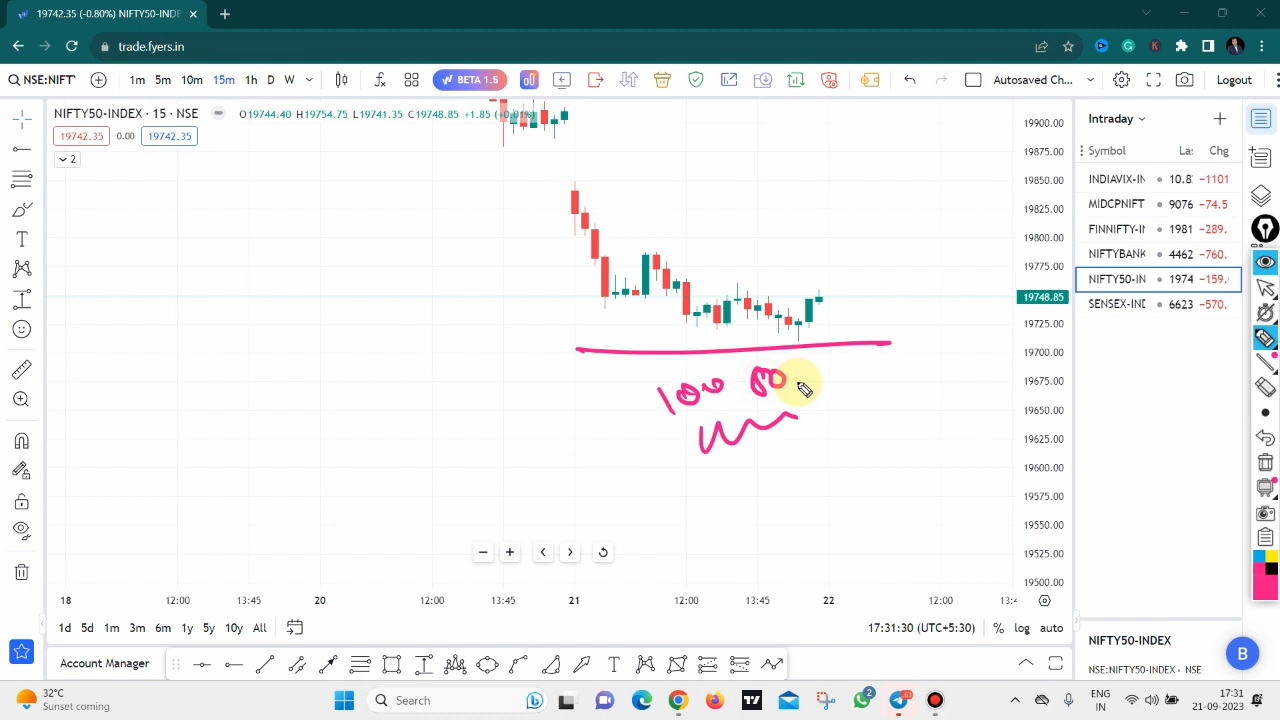 19742.35 (-0.80%) NIFTY50-INDE
trade.fyers.in
NSE:NIFT
1m 5m 10m 15m 1h D W
BETA 1.5
Autosaved Ch...
Logout
NIFTY50-INDEX · 15 · NSE
O19744.40 H19754.75 L19741.35 C19748.85 +1.85 (+0.01%)
19742.35 0.00 19742.35
2
19900.00
19875.00
19850.00
19825.00
19800.00
19775.00
19748.85
19725.00
19700.00
19675.00
19650.00
19625.00
19600.00
19575.00
19550.00
19525.00
19500.00
100 80
18 12:00 13:45 20 12:00 13:45 21 12:00 13:45 22 12:00 13:4
1d 5d 1m 3m 6m 1y 5y 10y All
17:31:30 (UTC+5:30) % log auto
Account Manager
Intraday
Symbol La: Chg
INDIAVIX-IN 10.8 -1101
MIDCPNIFT 9076 -74.5
FINNIFTY-I 1981 -289.
NIFTYBANK 4462 -760.
NIFTY50-IN 1974 -159.
SENSEX-IND 6623 -570.
NIFTY50-INDEX
NSE:NIFTY50-INDEX · NSE
B
32°C
Sunset coming
Search
2
ENG
IN
17:31
21-09-2023